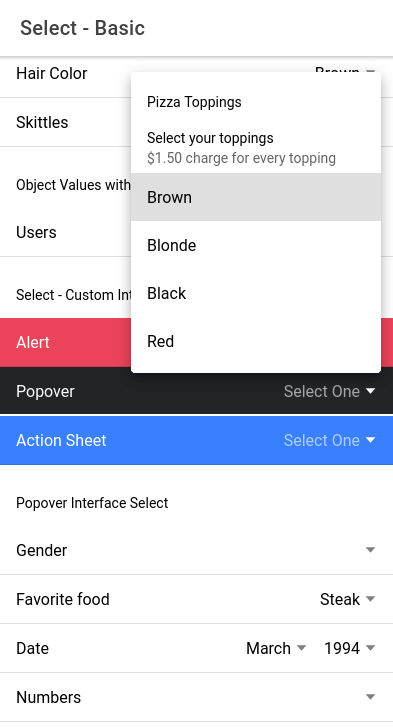 Select - Basic
Hair Color
Skittles
Object Values with
Users
Select - Custom Int
Pizza Toppings
Select your toppings
$1.50 charge for every topping
Brown
Blonde
Black
Red
Alert
Popover Select One
Action Sheet Select One
Popover Interface Select
Gender
Favorite food Steak
Date March 1994
Numbers